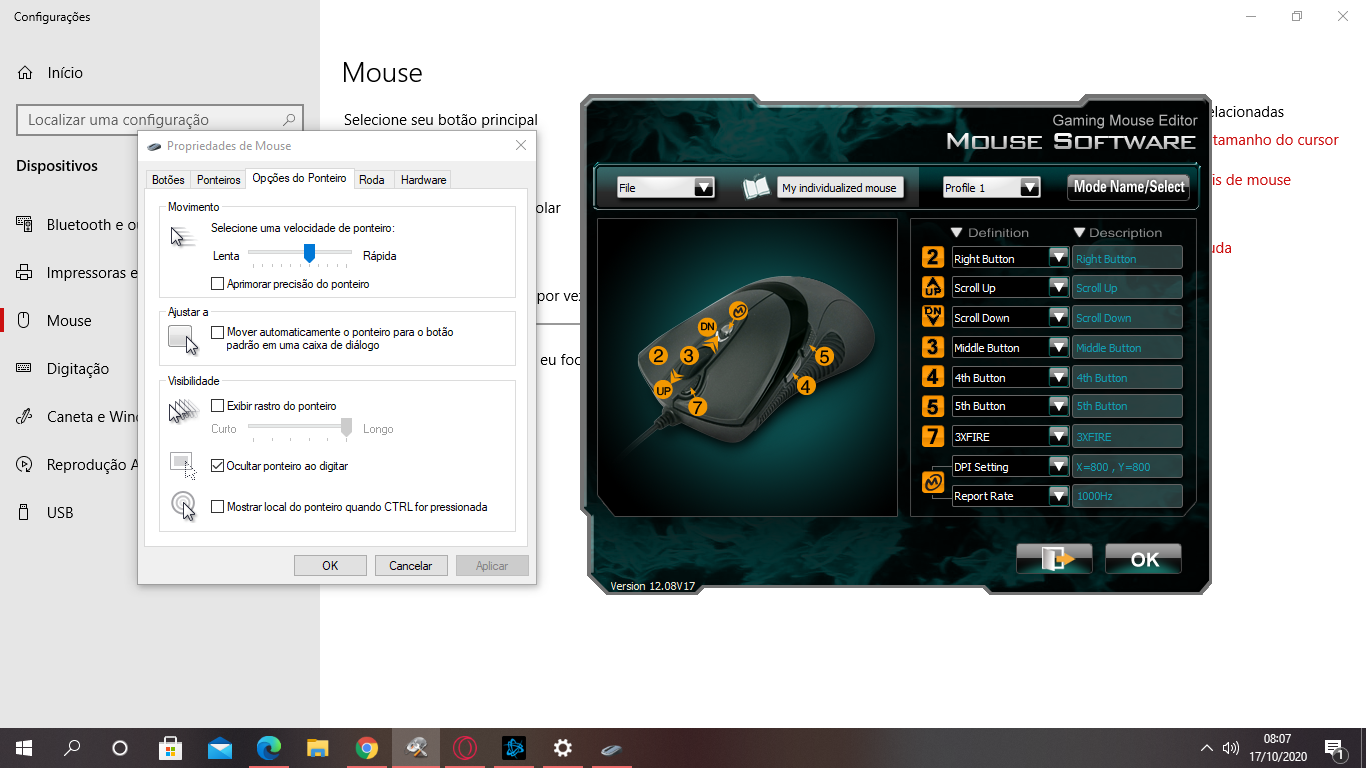 Configurações
Início
Localizar uma configuração
Dispositivos
Bluetooth e ou
Impressoras e
Mouse
Digitação
Caneta e Wind
Reprodução A
USB
Mouse
Selecione seu botão principal
olar
por vez
eu foc
elacionadas
tamanho do cursor
is de mouse
uda
Propriedades de Mouse
Botões
Ponteiros
Opções do Ponteiro
Roda
Hardware
Movimento
Selecione uma velocidade de ponteiro:
Lenta
Rápida
Aprimorar precisão do ponteiro
Ajustar a
Mover automaticamente o ponteiro para o botão
padrão em uma caixa de diálogo
Visibilidade
Exibir rastro do ponteiro
Curto
Longo
Ocultar ponteiro ao digitar
Mostrar local do ponteiro quando CTRL for pressionada
OK
Cancelar
Aplicar
Gaming Mouse Editor
MOUSE SOFTWARE
File
My individualized mouse
Profile 1
Mode Name/Select
DN
2
3
UP
7
5
4
Definition
Description
2
Right Button
Right Button
UP
Scroll Up
Scroll Up
DN
Scroll Down
Scroll Down
3
Middle Button
Middle Button
4
4th Button
4th Button
5
5th Button
5th Button
7
3XFIRE
3XFIRE
DPI Setting
X=800 , Y=800
Report Rate
1000Hz
OK
Version 12.08V17
08:07
17/10/2020
1